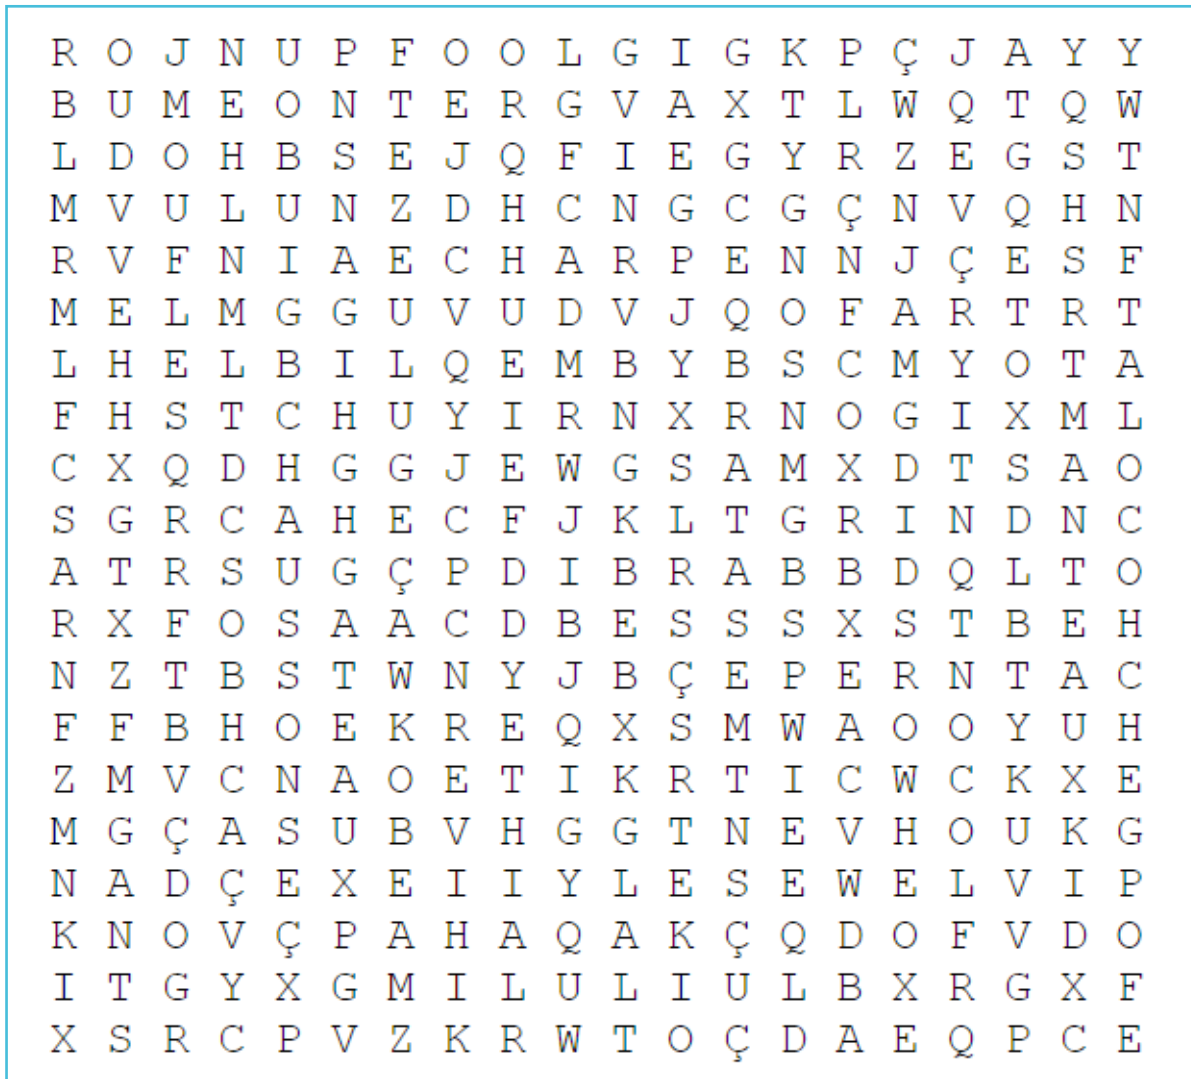 R O J N U P F O O L G I G K P Ç J A Y Y
B U M E O N T E R G V A X T L W Q T Q W
L D O H B S E J Q F I E G Y R Z E G S T
M V U L U N Z D H C N G C G Ç N V Q H N
R V F N I A E C H A R P E N N J Ç E S F
M E L M G G U V U D V J Q O F A R T R T
L H E L B I L Q E M B Y B S C M Y O T A
F H S T C H U Y I R N X R N O G I X M L
C X Q D H G G J E W G S A M X D T S A O
S G R C A H E C F J K L T G R I N D N C
A T R S U G Ç P D I B R A B B D Q L T O
R X F O S A A C D B E S S S X S T B E H
N Z T B S T W N Y J B Ç E P E R N T A C
F F B H O E K R E Q X S M W A O O Y U H
Z M V C N A O E T I K R T I C W C K X E
M G Ç A S U B V H G G T N E V H O U K G
N A D Ç E X E I I Y L E S E W E L V I P
K N O V Ç P A H A Q A K Ç Q D O F V D O
I T G Y X G M I L U L I U L B X R G X F
X S R C P V Z K R W T O Ç D A E Q P C E